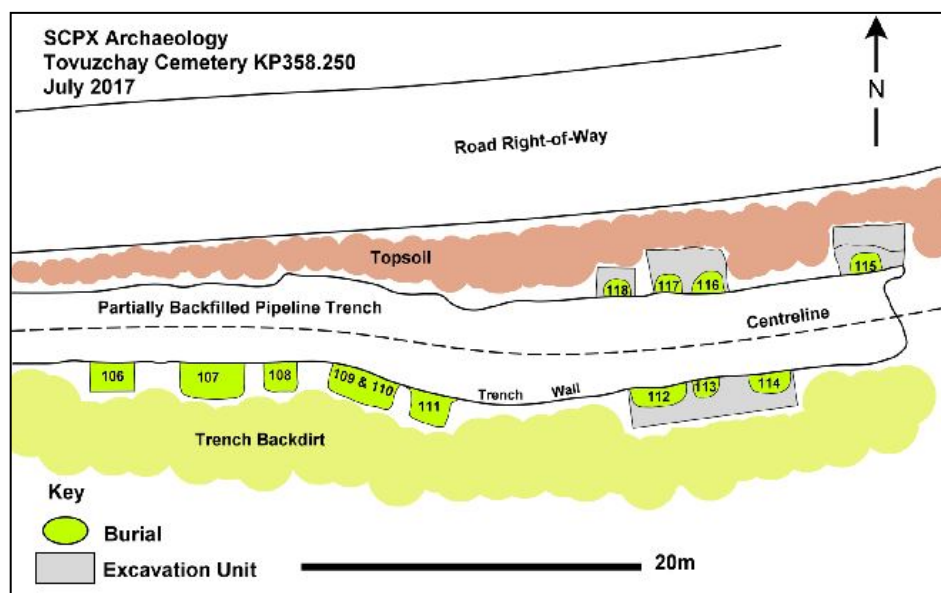 SCPX Archaeology
Tovuzchay Cemetery KP358.250
July 2017
N
Road Right-of-Way
Topsoil
118
117
116
115
Partially Backfilled Pipeline Trench
Centreline
106
107
108
109 & 110
111
Trench Wall
112
113
114
Trench Backdirt
Key
Burial
Excavation Unit
20m